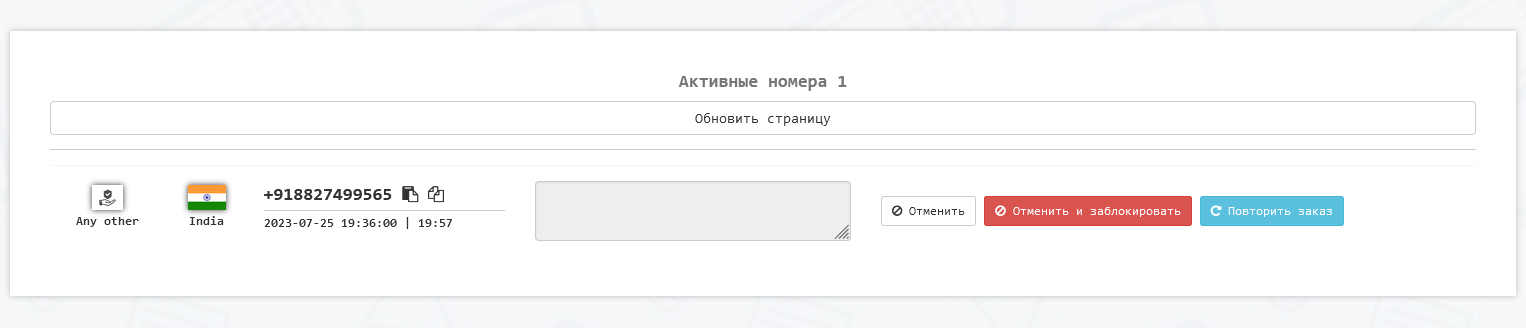 Активные номера 1
Обновить страницу
+918827499565
Any other
India
2023-07-25 19:36:00 | 19:57
Отменить
Отменить и заблокировать
Повторить заказ